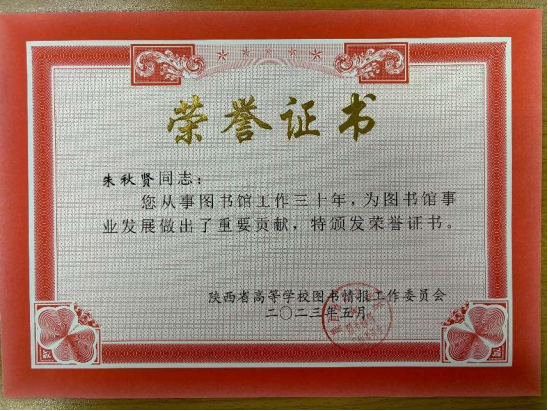 荣誉证书
朱秋贤同志：
您从事图书馆工作三十年，为图书馆事
业发展做出了重要贡献，特颁发荣誉证书。
陕西省高等学校图书情报工作委员会
二〇二三年五月